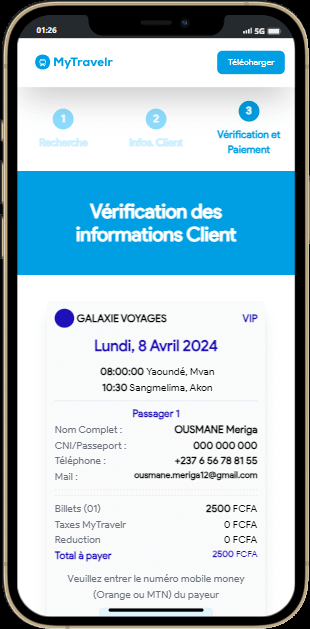 01:26
5G
MyTravelr
Télécharger
1
2
3
Recherche
Infos. Client
Vérification et
Paiement
Vérification des
informations Client
GALAXIE VOYAGES
VIP
Lundi, 8 Avril 2024
08:00:00 Yaoundé, Mvan
10:30 Sangmelima, Akon
Passager 1
Nom Complet : OUSMANE Meriga
CNI/Passeport : 000 000 000
Téléphone : +237 6 56 78 81 55
Mail : ousmane.meriga12@gmail.com
Billets (01) 2500 FCFA
Taxes MyTravelr 0 FCFA
Reduction 0 FCFA
Total à payer 2500 FCFA
Veuillez entrer le numéro mobile money
(Orange ou MTN) du payeur